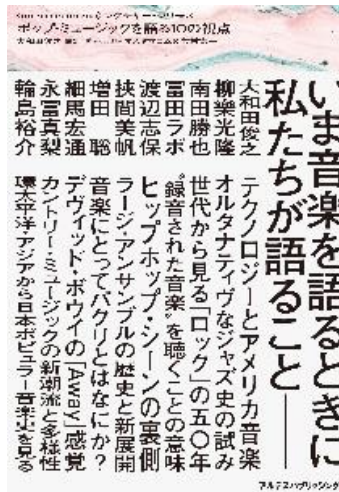 ポップ・ミュージックを語る10の視点
いま音楽を語るときに
私たちが語ること――
大和田俊之 テクノロジーとアメリカ音楽
柳樂光隆 オルタナティヴなジャズ史の試み
南田勝也 世代から見る「ロック」の五〇年
冨田ラボ “録音された音楽”を聴くことの意味
渡辺志保 ヒップホップ・シーンの裏側
挾間美帆 ラージ・アンサンブルの歴史と新展開
増田 聡 音楽にとってパクリとはなにか?
細馬宏通 デヴィッド・ボウイの「Away」感覚
永冨真梨 カントリー・ミュージックの新潮流と多様性
輪島裕介 環太平洋・アジアから日本ポピュラー音楽史を見る
アルテスパブリッシング